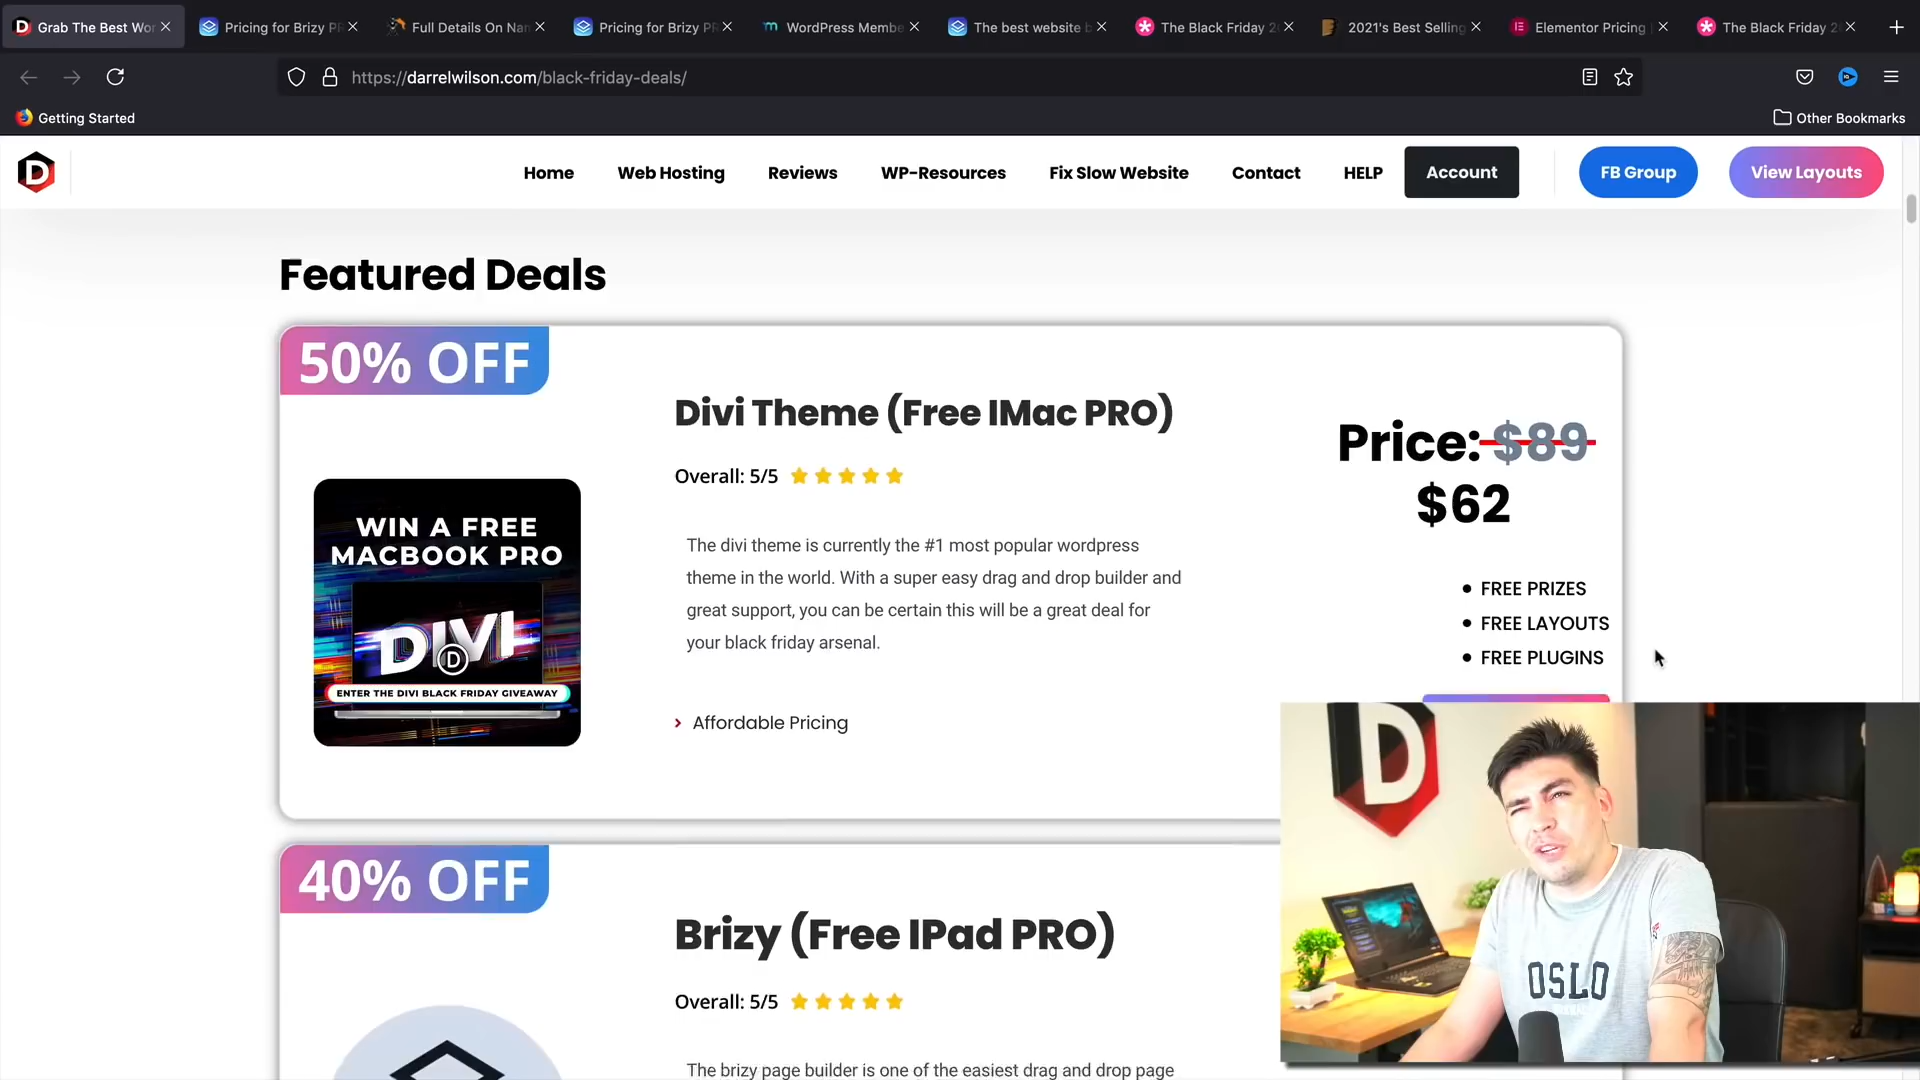 Grab The Best Wor
Pricing for Brizy PR
Full Details On Nam
Pricing for Brizy PR
WordPress Membe
The best website b
The Black Friday 2
2021's Best Selling
Elementor Pricing |
The Black Friday 2
https://darrelwilson.com/black-friday-deals/
Getting Started
Other Bookmarks
D
Home
Web Hosting
Reviews
WP-Resources
Fix Slow Website
Contact
HELP
Account
FB Group
View Layouts
Featured Deals
50% OFF
Divi Theme (Free IMac PRO)
Overall: 5/5
WIN A FREE
MACBOOK PRO
DIVI
D
ENTER THE DIVI BLACK FRIDAY GIVEAWAY
The divi theme is currently the #1 most popular wordpress
theme in the world. With a super easy drag and drop builder and
great support, you can be certain this will be a great deal for
your black friday arsenal.
Affordable Pricing
Price: $89
$62
FREE PRIZES
FREE LAYOUTS
FREE PLUGINS
40% OFF
Brizy (Free IPad PRO)
Overall: 5/5
The brizy page builder is one of the easiest drag and drop page
D
OSLO